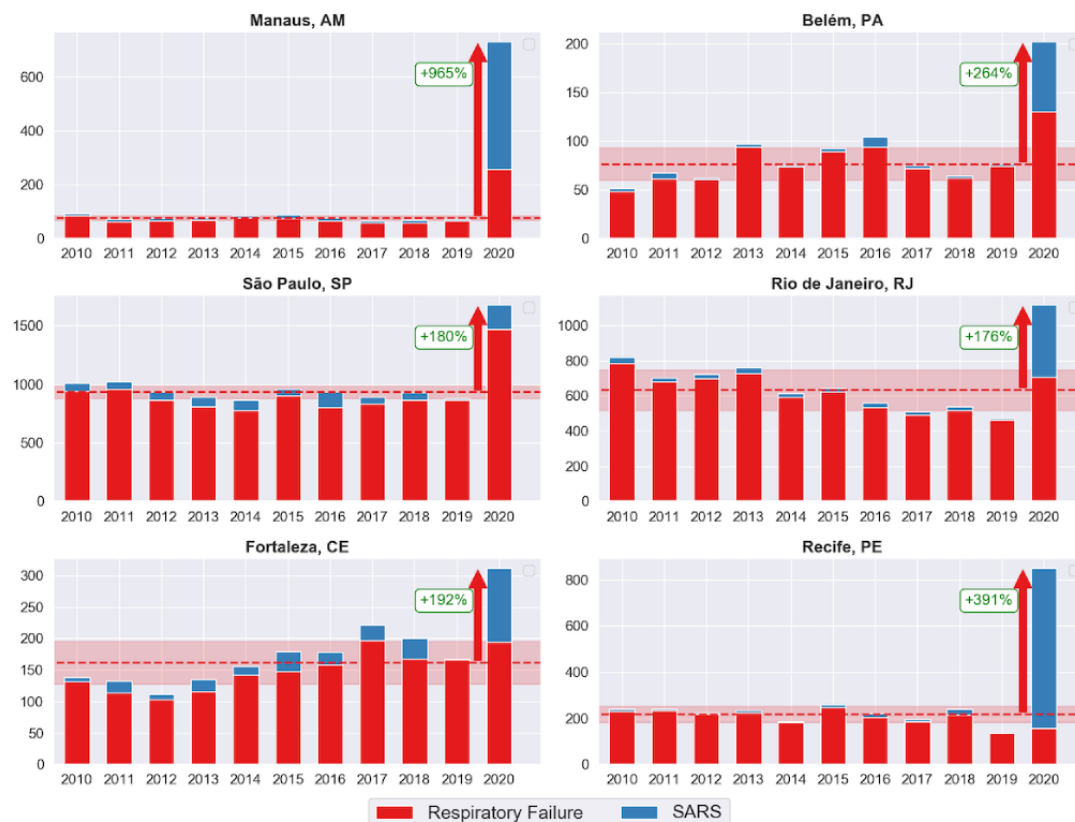 Manaus, AM
600
400
200
0
+965%
2010 2011 2012 2013 2014 2015 2016 2017 2018 2019 2020
Belém, PA
200
150
100
50
0
+264%
2010 2011 2012 2013 2014 2015 2016 2017 2018 2019 2020
São Paulo, SP
1500
1000
500
0
+180%
2010 2011 2012 2013 2014 2015 2016 2017 2018 2019 2020
Rio de Janeiro, RJ
1000
800
600
400
200
0
+176%
2010 2011 2012 2013 2014 2015 2016 2017 2018 2019 2020
Fortaleza, CE
300
250
200
150
100
50
0
+192%
2010 2011 2012 2013 2014 2015 2016 2017 2018 2019 2020
Recife, PE
800
600
400
200
0
+391%
2010 2011 2012 2013 2014 2015 2016 2017 2018 2019 2020
Respiratory Failure SARS